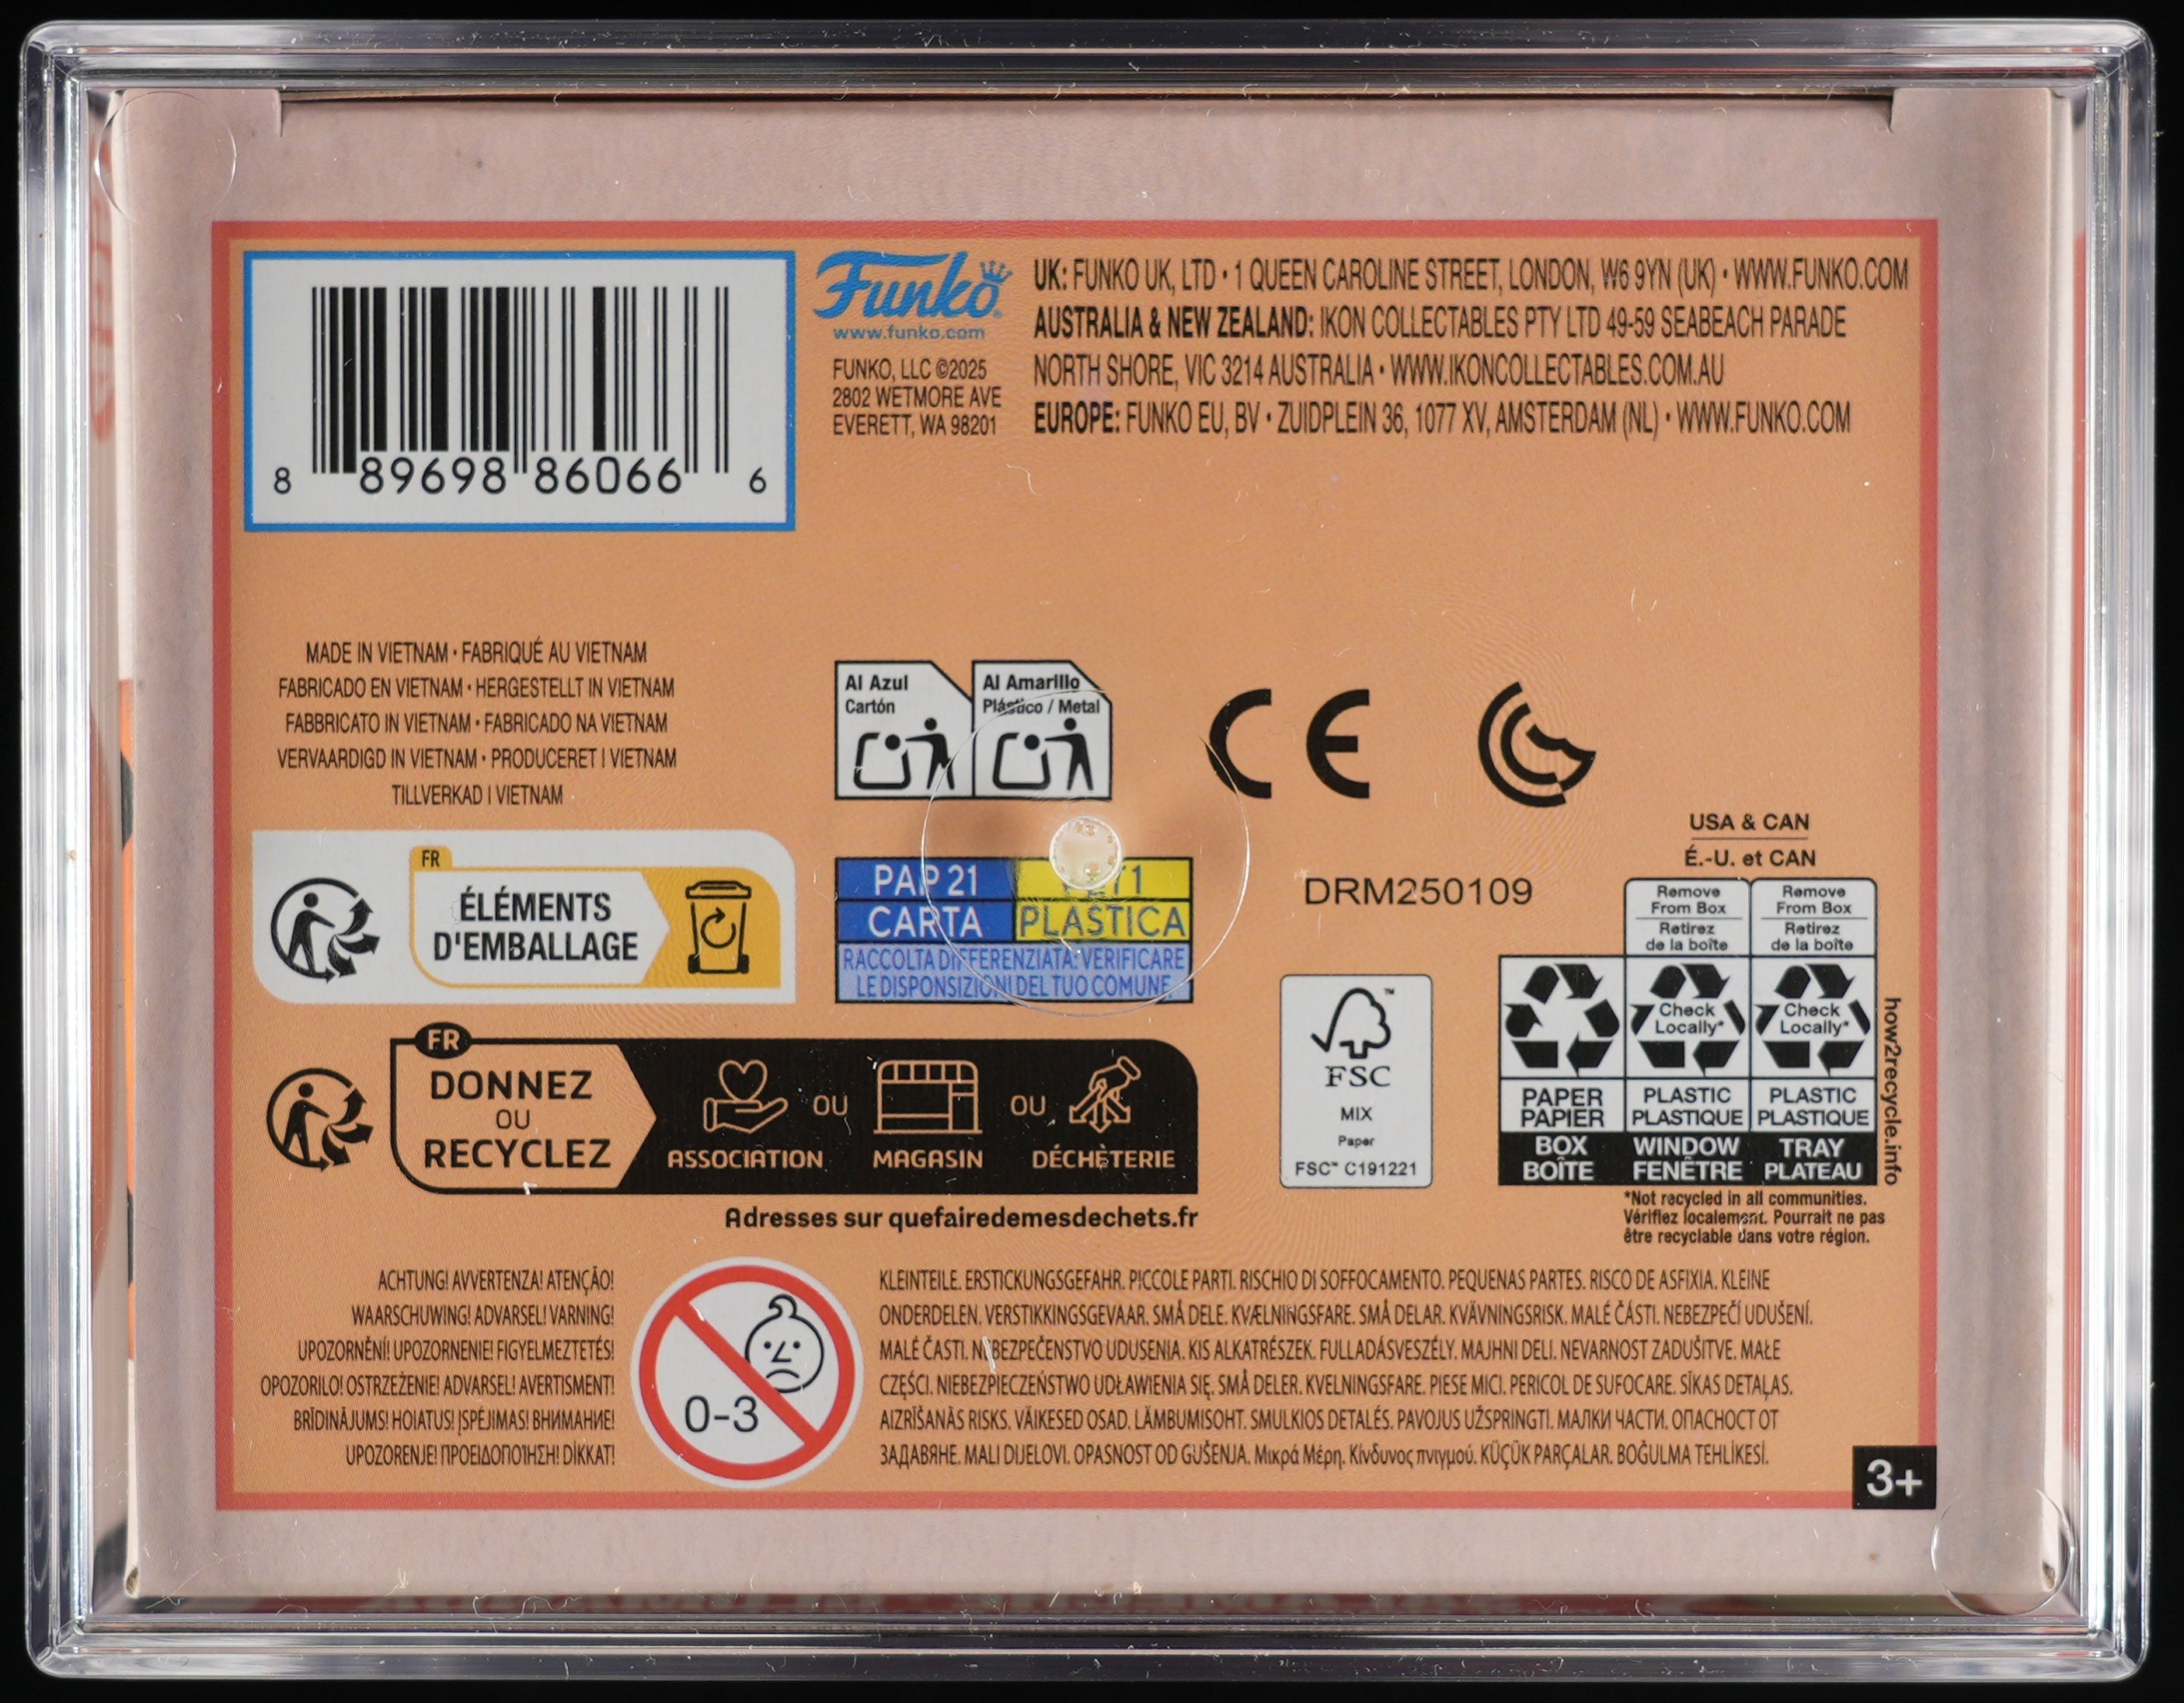 8 89698 86066 6
Funko
www.funko.com
FUNKO, LLC ©2025
2802 WETMORE AVE
EVERETT, WA 98201
UK: FUNKO UK, LTD • 1 QUEEN CAROLINE STREET, LONDON, W6 9YN (UK) • WWW.FUNKO.COM
AUSTRALIA & NEW ZEALAND: IKON COLLECTABLES PTY LTD 49-59 SEABEACH PARADE
NORTH SHORE, VIC 3214 AUSTRALIA • WWW.IKONCOLLECTABLES.COM.AU
EUROPE: FUNKO EU, BV • ZUIDPLEIN 36, 1077 XV, AMSTERDAM (NL) • WWW.FUNKO.COM
MADE IN VIETNAM • FABRIQUÉ AU VIETNAM
FABRICADO EN VIETNAM • HERGESTELLT IN VIETNAM
FABBRICATO IN VIETNAM • FABRICADO NA VIETNAM
VERVAARDIGD IN VIETNAM • PRODUCERET I VIETNAM
TILLVERKAD I VIETNAM
Al Azul
Cartón
Al Amarillo
Plástico / Metal
CE
FR
ÉLÉMENTS
D'EMBALLAGE
PAP 21
CARTA
PLASTICA
RACCOLTA DIFFERENZIATA: VERIFICARE
LE DISPONSIZIONI DEL TUO COMUNE.
DRM250109
USA & CAN
É.-U. et CAN
Remove
From Box
Retirez
de la boîte
Remove
From Box
Retirez
de la boîte
Check
Locally*
Check
Locally*
PAPER
PAPIER
PLASTIC
PLASTIQUE
PLASTIC
PLASTIQUE
BOX
BOÎTE
WINDOW
FENÊTRE
TRAY
PLATEAU
how2recycle.info
*Not recycled in all communities.
Vérifiez localement. Pourrait ne pas
être recyclable dans votre région.
FSC
MIX
Paper
FSC™ C191221
FR
DONNEZ
OU
RECYCLEZ
ASSOCIATION
OU
MAGASIN
OU
DÉCHÈTERIE
Adresses sur quefairedemesdechets.fr
ACHTUNG! AVVERTENZA! ATENÇÃO!
WAARSCHUWING! ADVARSEL! VARNING!
UPOZORNĚNÍ! UPOZORNENIE! FIGYELMEZTETÉS!
OPOZORILO! OSTRZEŻENIE! ADVARSEL! AVERTISMENT!
BRĪDINĀJUMS! HOIATUS! ĮSPĖJIMAS! ВНИМАНИЕ!
UPOZORENJE! ΠΡΟΕΙΔΟΠΟΊΗΣΗ! DİKKAT!
0-3
KLEINTEILE. ERSTICKUNGSGEFAHR. PICCOLE PARTI. RISCHIO DI SOFFOCAMENTO. PEQUENAS PARTES. RISCO DE ASFIXIA. KLEINE
ONDERDELEN. VERSTIKKINGSGEVAAR. SMÅ DELE. KVÆLNINGSFARE. SMÅ DELAR. KVÄVNINGSRISK. MALÉ ČÁSTI. NEBEZPEČÍ UDUŠENÍ.
MALÉ ČASTI. NEBEZPEČENSTVO UDUSENIA. KIS ALKATRÉSZEK. FULLADÁSVESZÉLY. MAJHNI DELI. NEVARNOST ZADUŠITVE. MAŁE
CZĘŚCI. NIEBEZPIECZEŃSTWO UDŁAWIENIA SIĘ. SMÅ DELER. KVELNINGSFARE. PIESE MICI. PERICOL DE SUFOCARE. SĪKAS DETAĻAS.
AIZRĪŠANĀS RISKS. VÄIKESED OSAD. LÄMBUMISOHT. SMULKIOS DETALĖS. PAVOJUS UŽSPRINGTI. МАЛКИ ЧАСТИ. ОПАСНОСТ ОТ
ЗАДАВЯНЕ. MALI DIJELOVI. OPASNOST OD GUŠENJA. Μικρά Μέρη. Κίνδυνος πνιγμού. KÜÇÜK PARÇALAR. BOĞULMA TEHLİKESİ.
3+